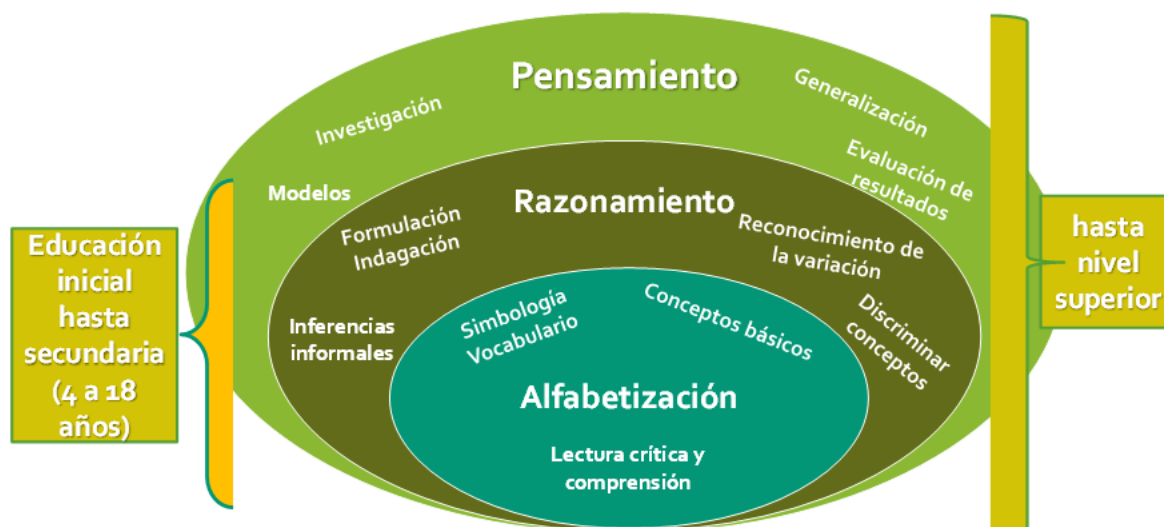 Pensamiento
Investigación
Generalización
Modelos
Evaluación de
resultados
Razonamiento
Formulación
Indagación
Reconocimiento de
la variación
Inferencias
informales
Discriminar
conceptos
Simbología
Vocabulario
Conceptos básicos
Alfabetización
Lectura crítica y
comprensión
Educación
inicial
hasta
secundaria
(4 a 18
años)
hasta
nivel
superior